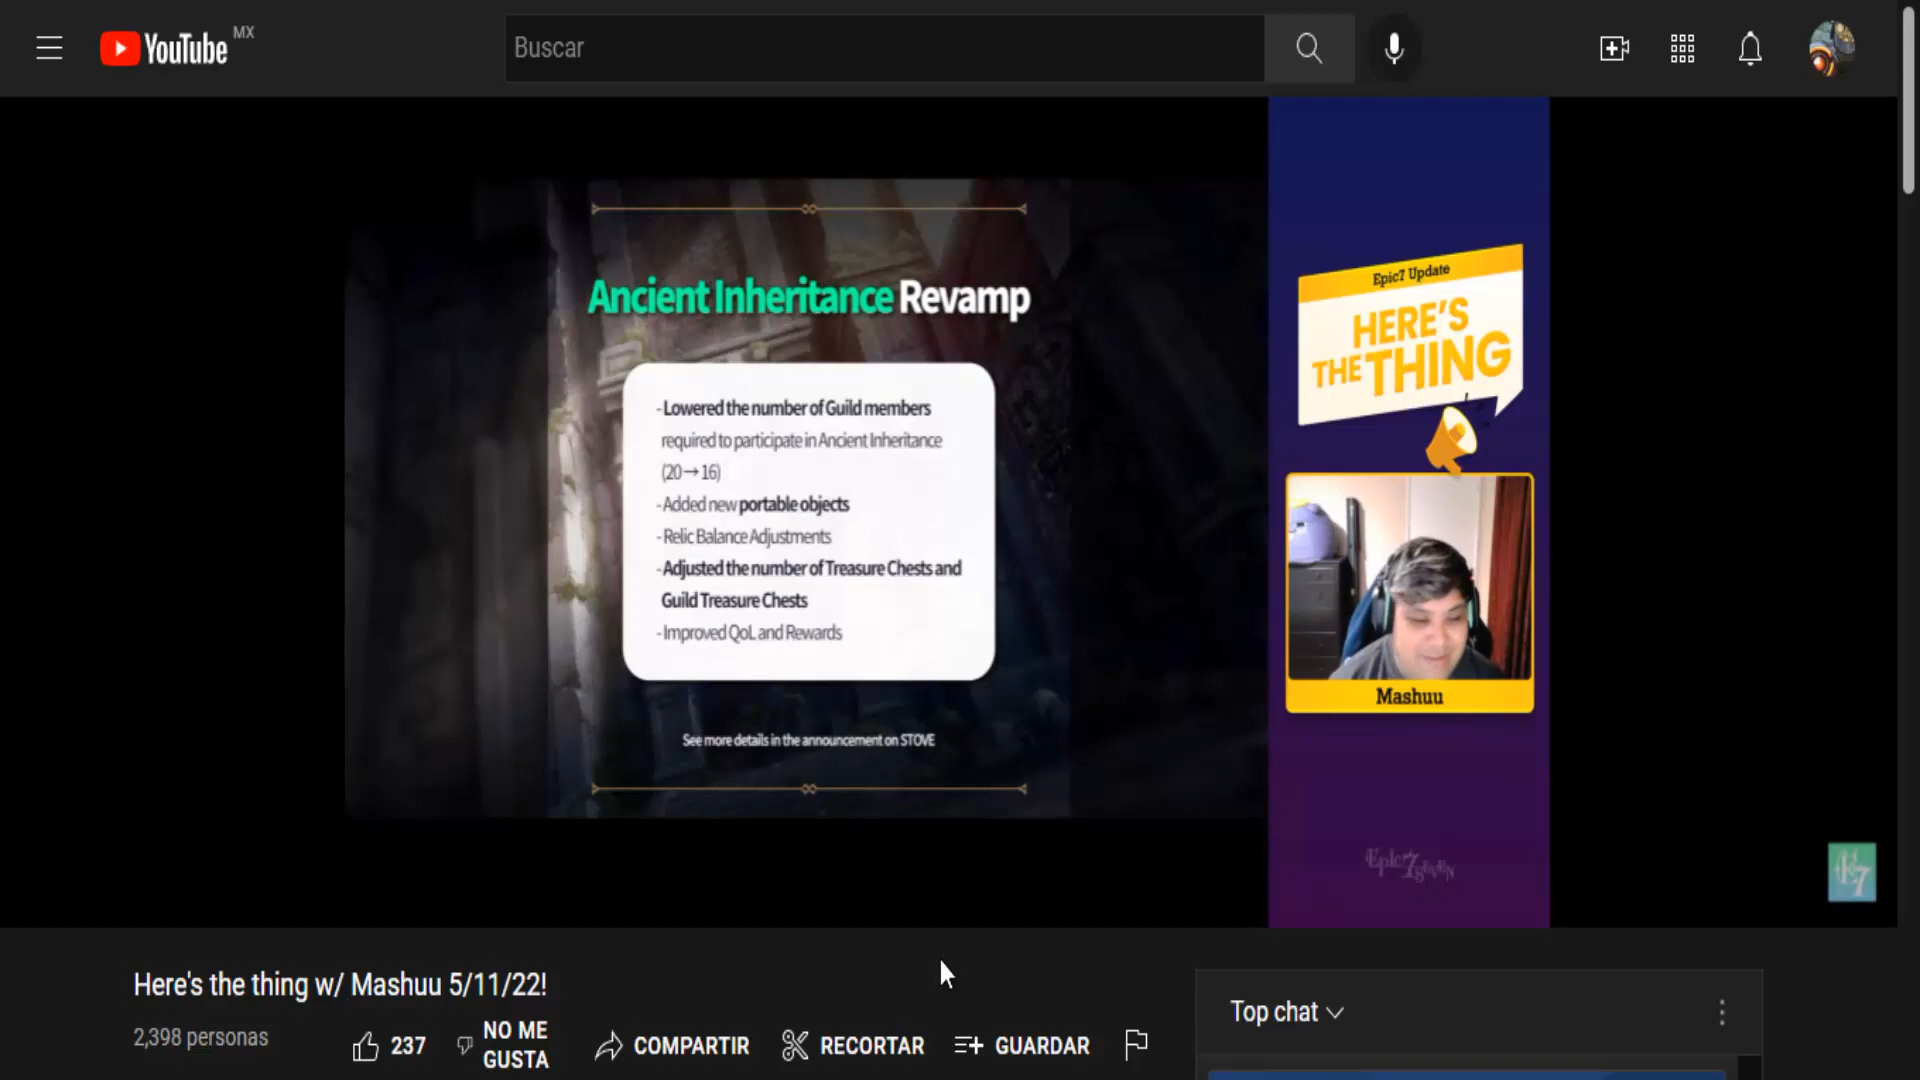 YouTube MX
Buscar
Ancient Inheritance Revamp
- Lowered the number of Guild members
required to participate in Ancient Inheritance
(20→16)
- Added new portable objects
- Relic Balance Adjustments
- Adjusted the number of Treasure Chests and
Guild Treasure Chests
- Improved QoL and Rewards
See more details in the announcement on STOVE
Epic7 Update
HERE'S
THE THING
Mashuu
Epic7 SEVEN
E7
Here's the thing w/ Mashuu 5/11/22!
2,398 personas
237
NO ME
GUSTA
COMPARTIR
RECORTAR
GUARDAR
Top chat